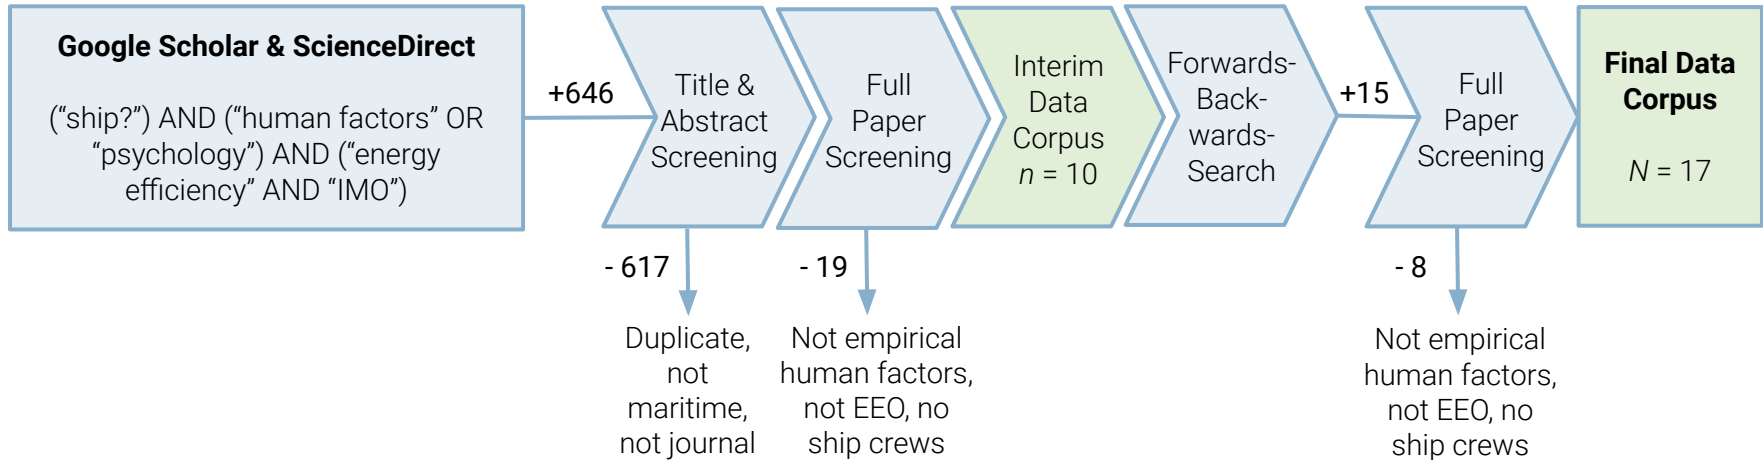 Google Scholar & ScienceDirect
(“ship?”) AND (“human factors” OR
“psychology”) AND (“energy
efficiency” AND “IMO”)
+646
Title &
Abstract
Screening
- 617
Duplicate,
not
maritime,
not journal
Full
Paper
Screening
- 19
Not empirical
human factors,
not EEO, no
ship crews
Interim
Data
Corpus
n = 10
Forwards-
Back-
wards-
Search
+15
Full
Paper
Screening
- 8
Not empirical
human factors,
not EEO, no
ship crews
Final Data
Corpus
N = 17